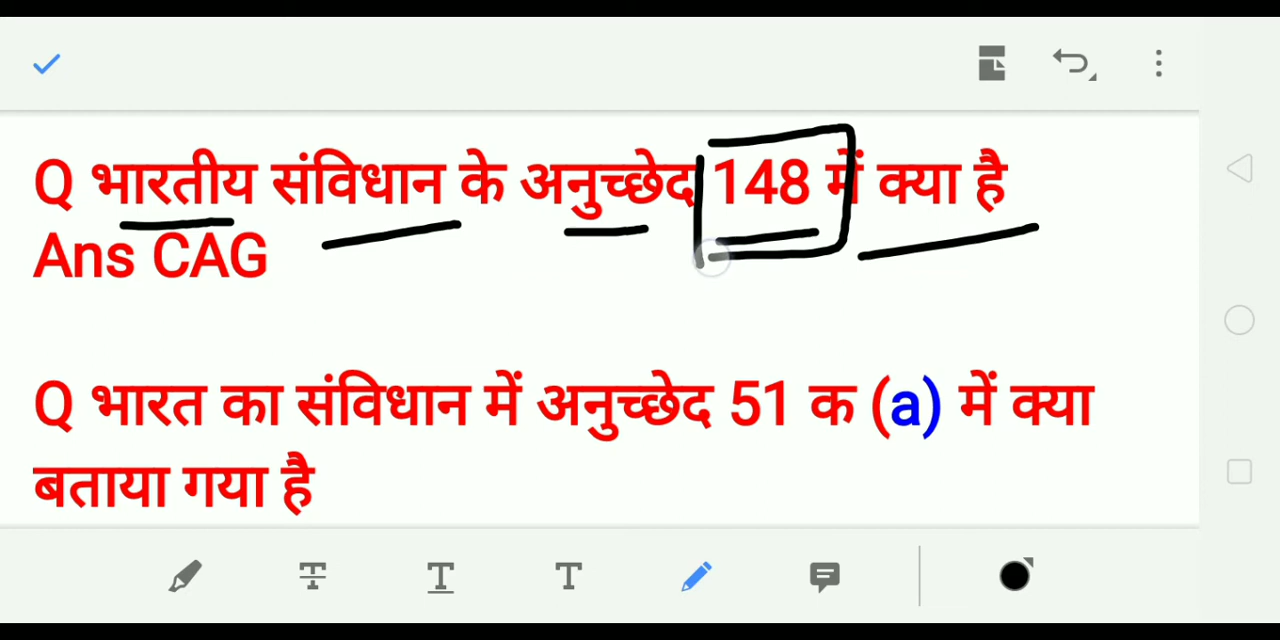 Q भारतीय संविधान के अनुच्छेद 148 में क्या है
Ans CAG
Q भारत का संविधान में अनुच्छेद 51 क (a) में क्या
बताया गया है